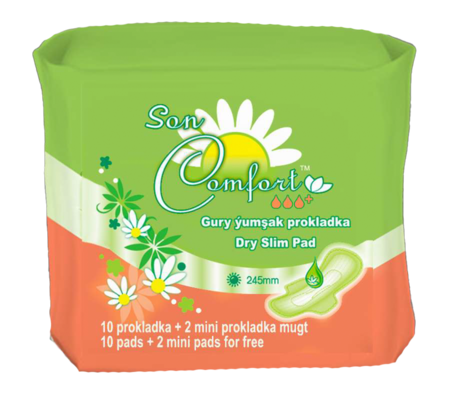 Son
Comfort™
Gury ýumşak prokladka
Dry Slim Pad
245mm
10 prokladka + 2 mini prokladka mugt
10 pads + 2 mini pads for free